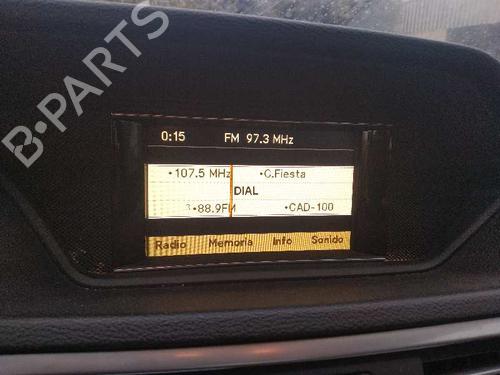 0:15 FM 97.3 MHz
•107.5 MHz •C.Fiesta
DIAL
3•88.9FM •CAD-100
Radio Memoria Info Sonido
B-PARTS